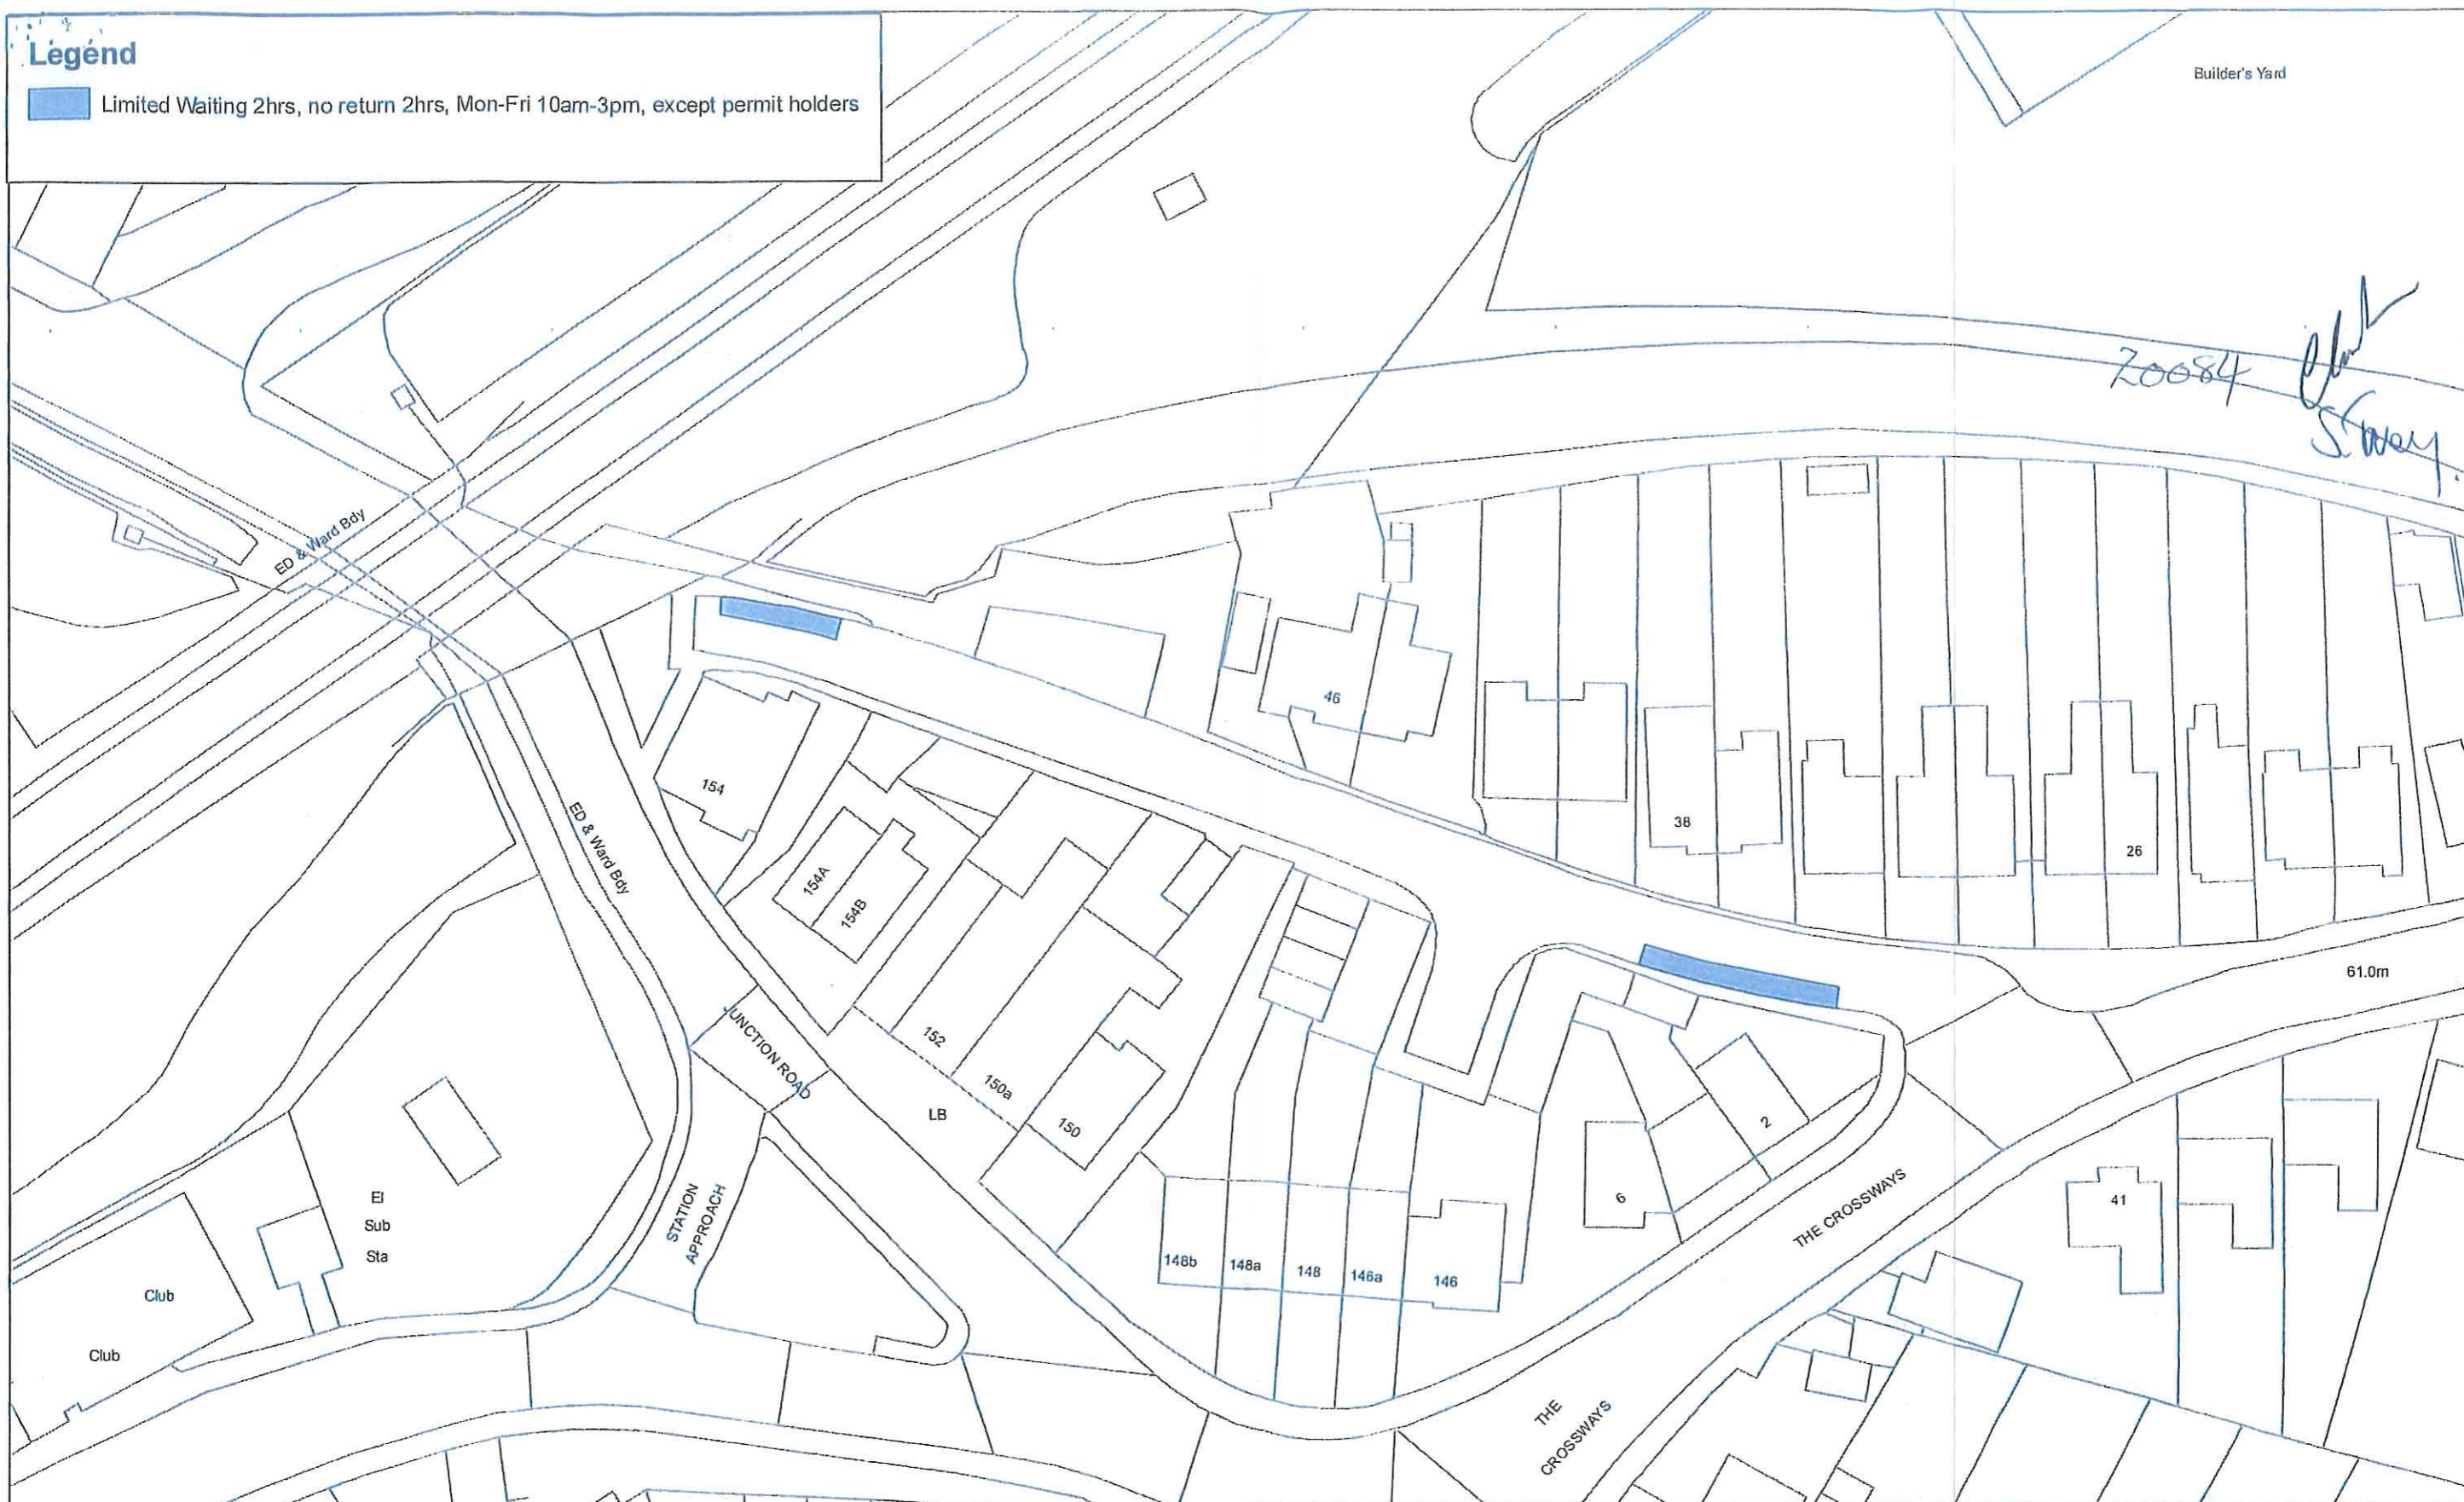 Legend
Limited Waiting 2hrs, no return 2hrs, Mon-Fri 10am-3pm, except permit holders
Builder's Yard
20084
ED & Ward Bdy
46
154
38
26
ED & Ward Bdy
154A
154B
61.0m
JUNCTION ROAD
152
150a
LB
150
2
El
Sub
Sta
STATION
APPROACH
6
THE CROSSWAYS
41
148b
148a
148
146a
146
Club
Club
THE
CROSSWAYS